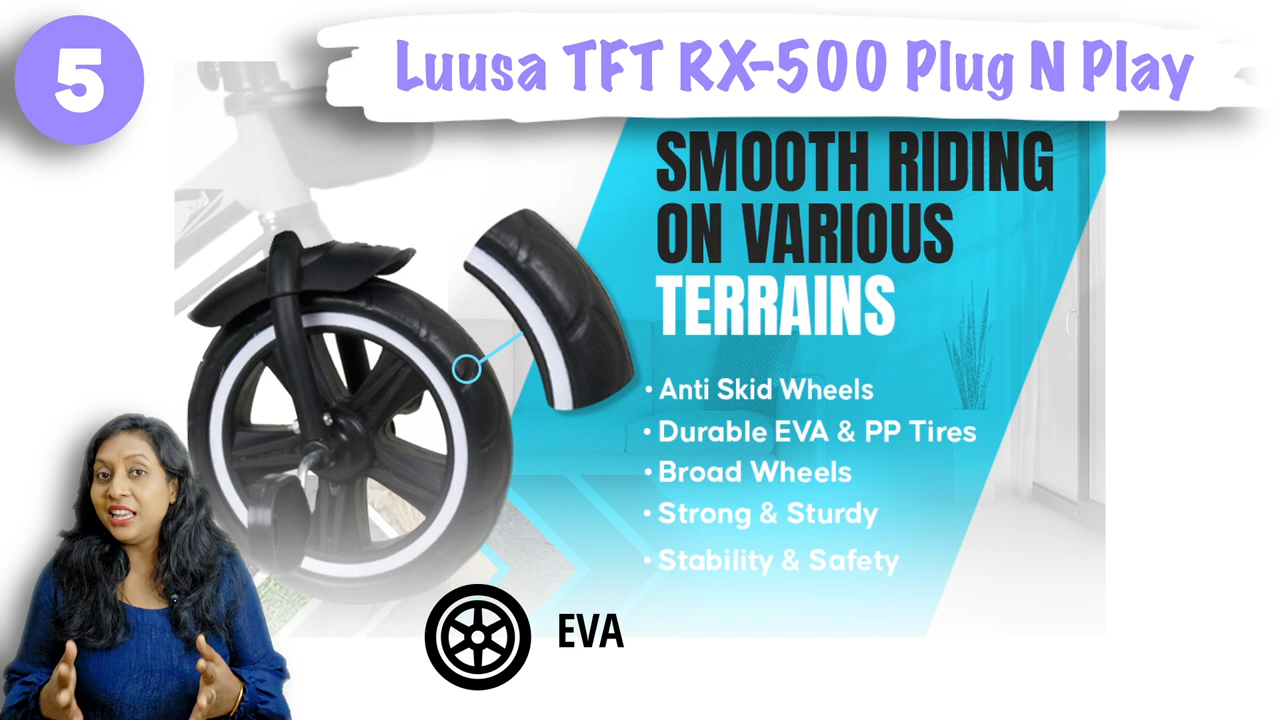 5
Luusa TFT RX-500 Plug N Play
SMOOTH RIDING
ON VARIOUS
TERRAINS
• Anti Skid Wheels
• Durable EVA & PP Tires
• Broad Wheels
• Strong & Sturdy
• Stability & Safety
EVA